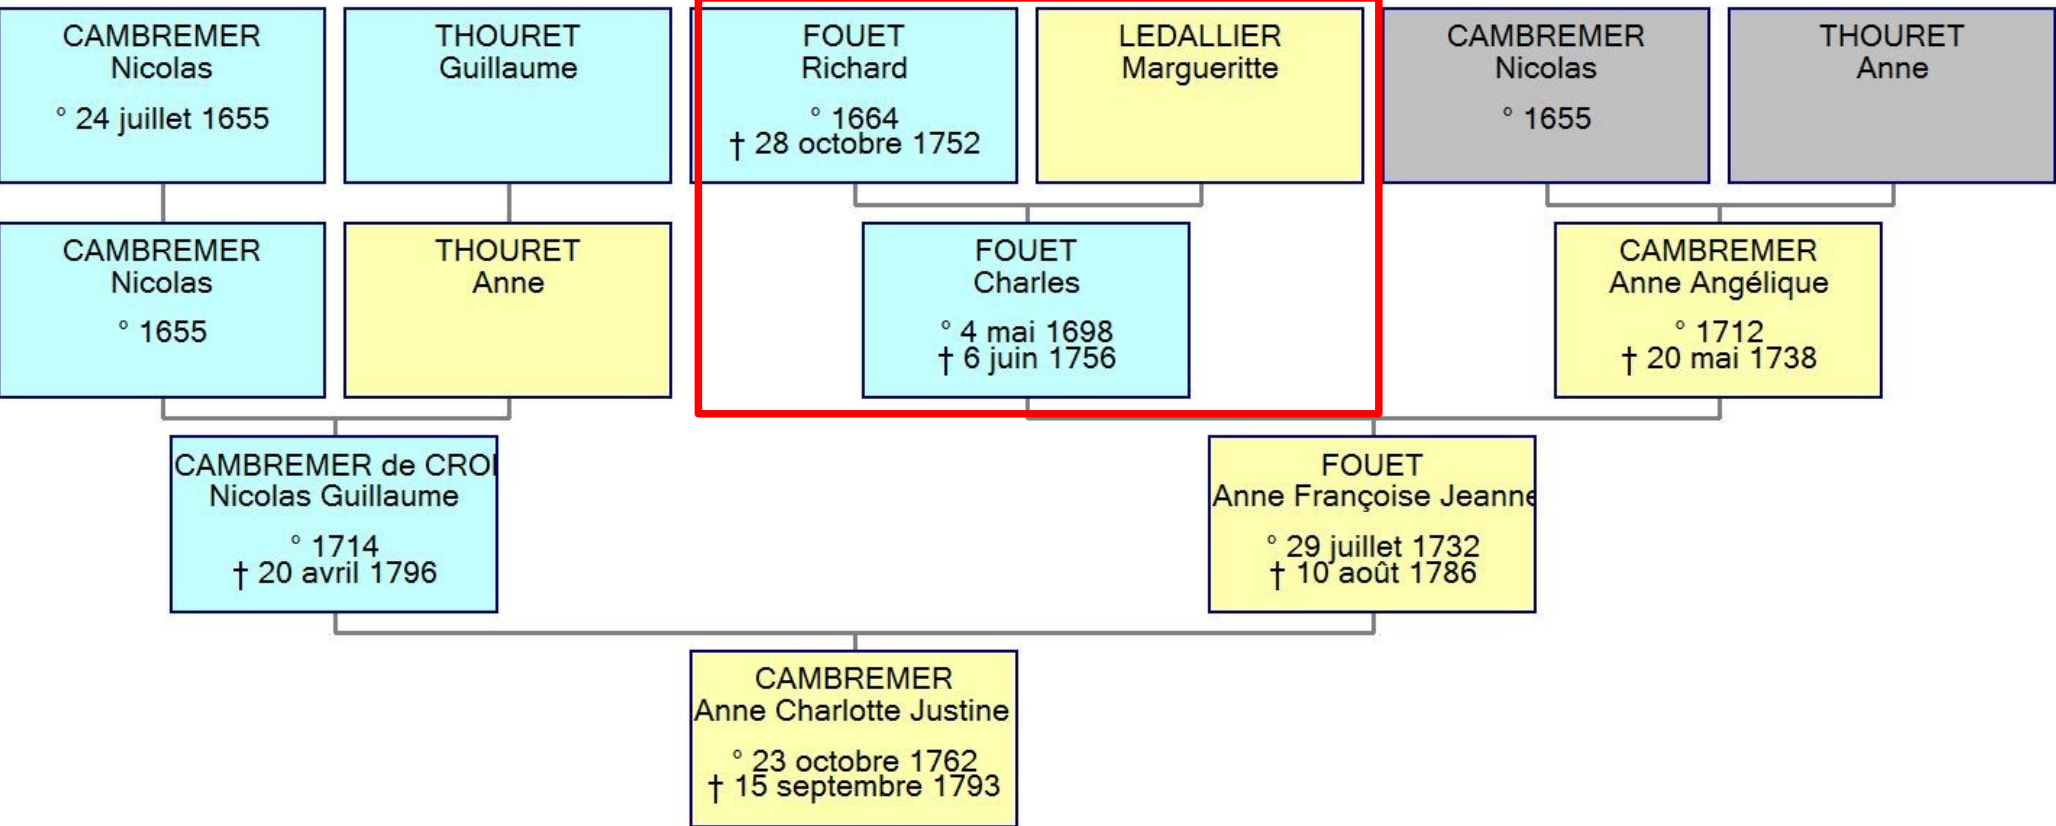 CAMBREMER
Nicolas
° 24 juillet 1655
THOURET
Guillaume
FOUET
Richard
° 1664
† 28 octobre 1752
LEDALLIER
Margueritte
CAMBREMER
Nicolas
° 1655
THOURET
Anne
CAMBREMER
Nicolas
° 1655
THOURET
Anne
FOUET
Charles
° 4 mai 1698
† 6 juin 1756
CAMBREMER
Anne Angélique
° 1712
† 20 mai 1738
CAMBREMER de CROI
Nicolas Guillaume
° 1714
† 20 avril 1796
FOUET
Anne Françoise Jeanne
° 29 juillet 1732
† 10 août 1786
CAMBREMER
Anne Charlotte Justine
° 23 octobre 1762
† 15 septembre 1793